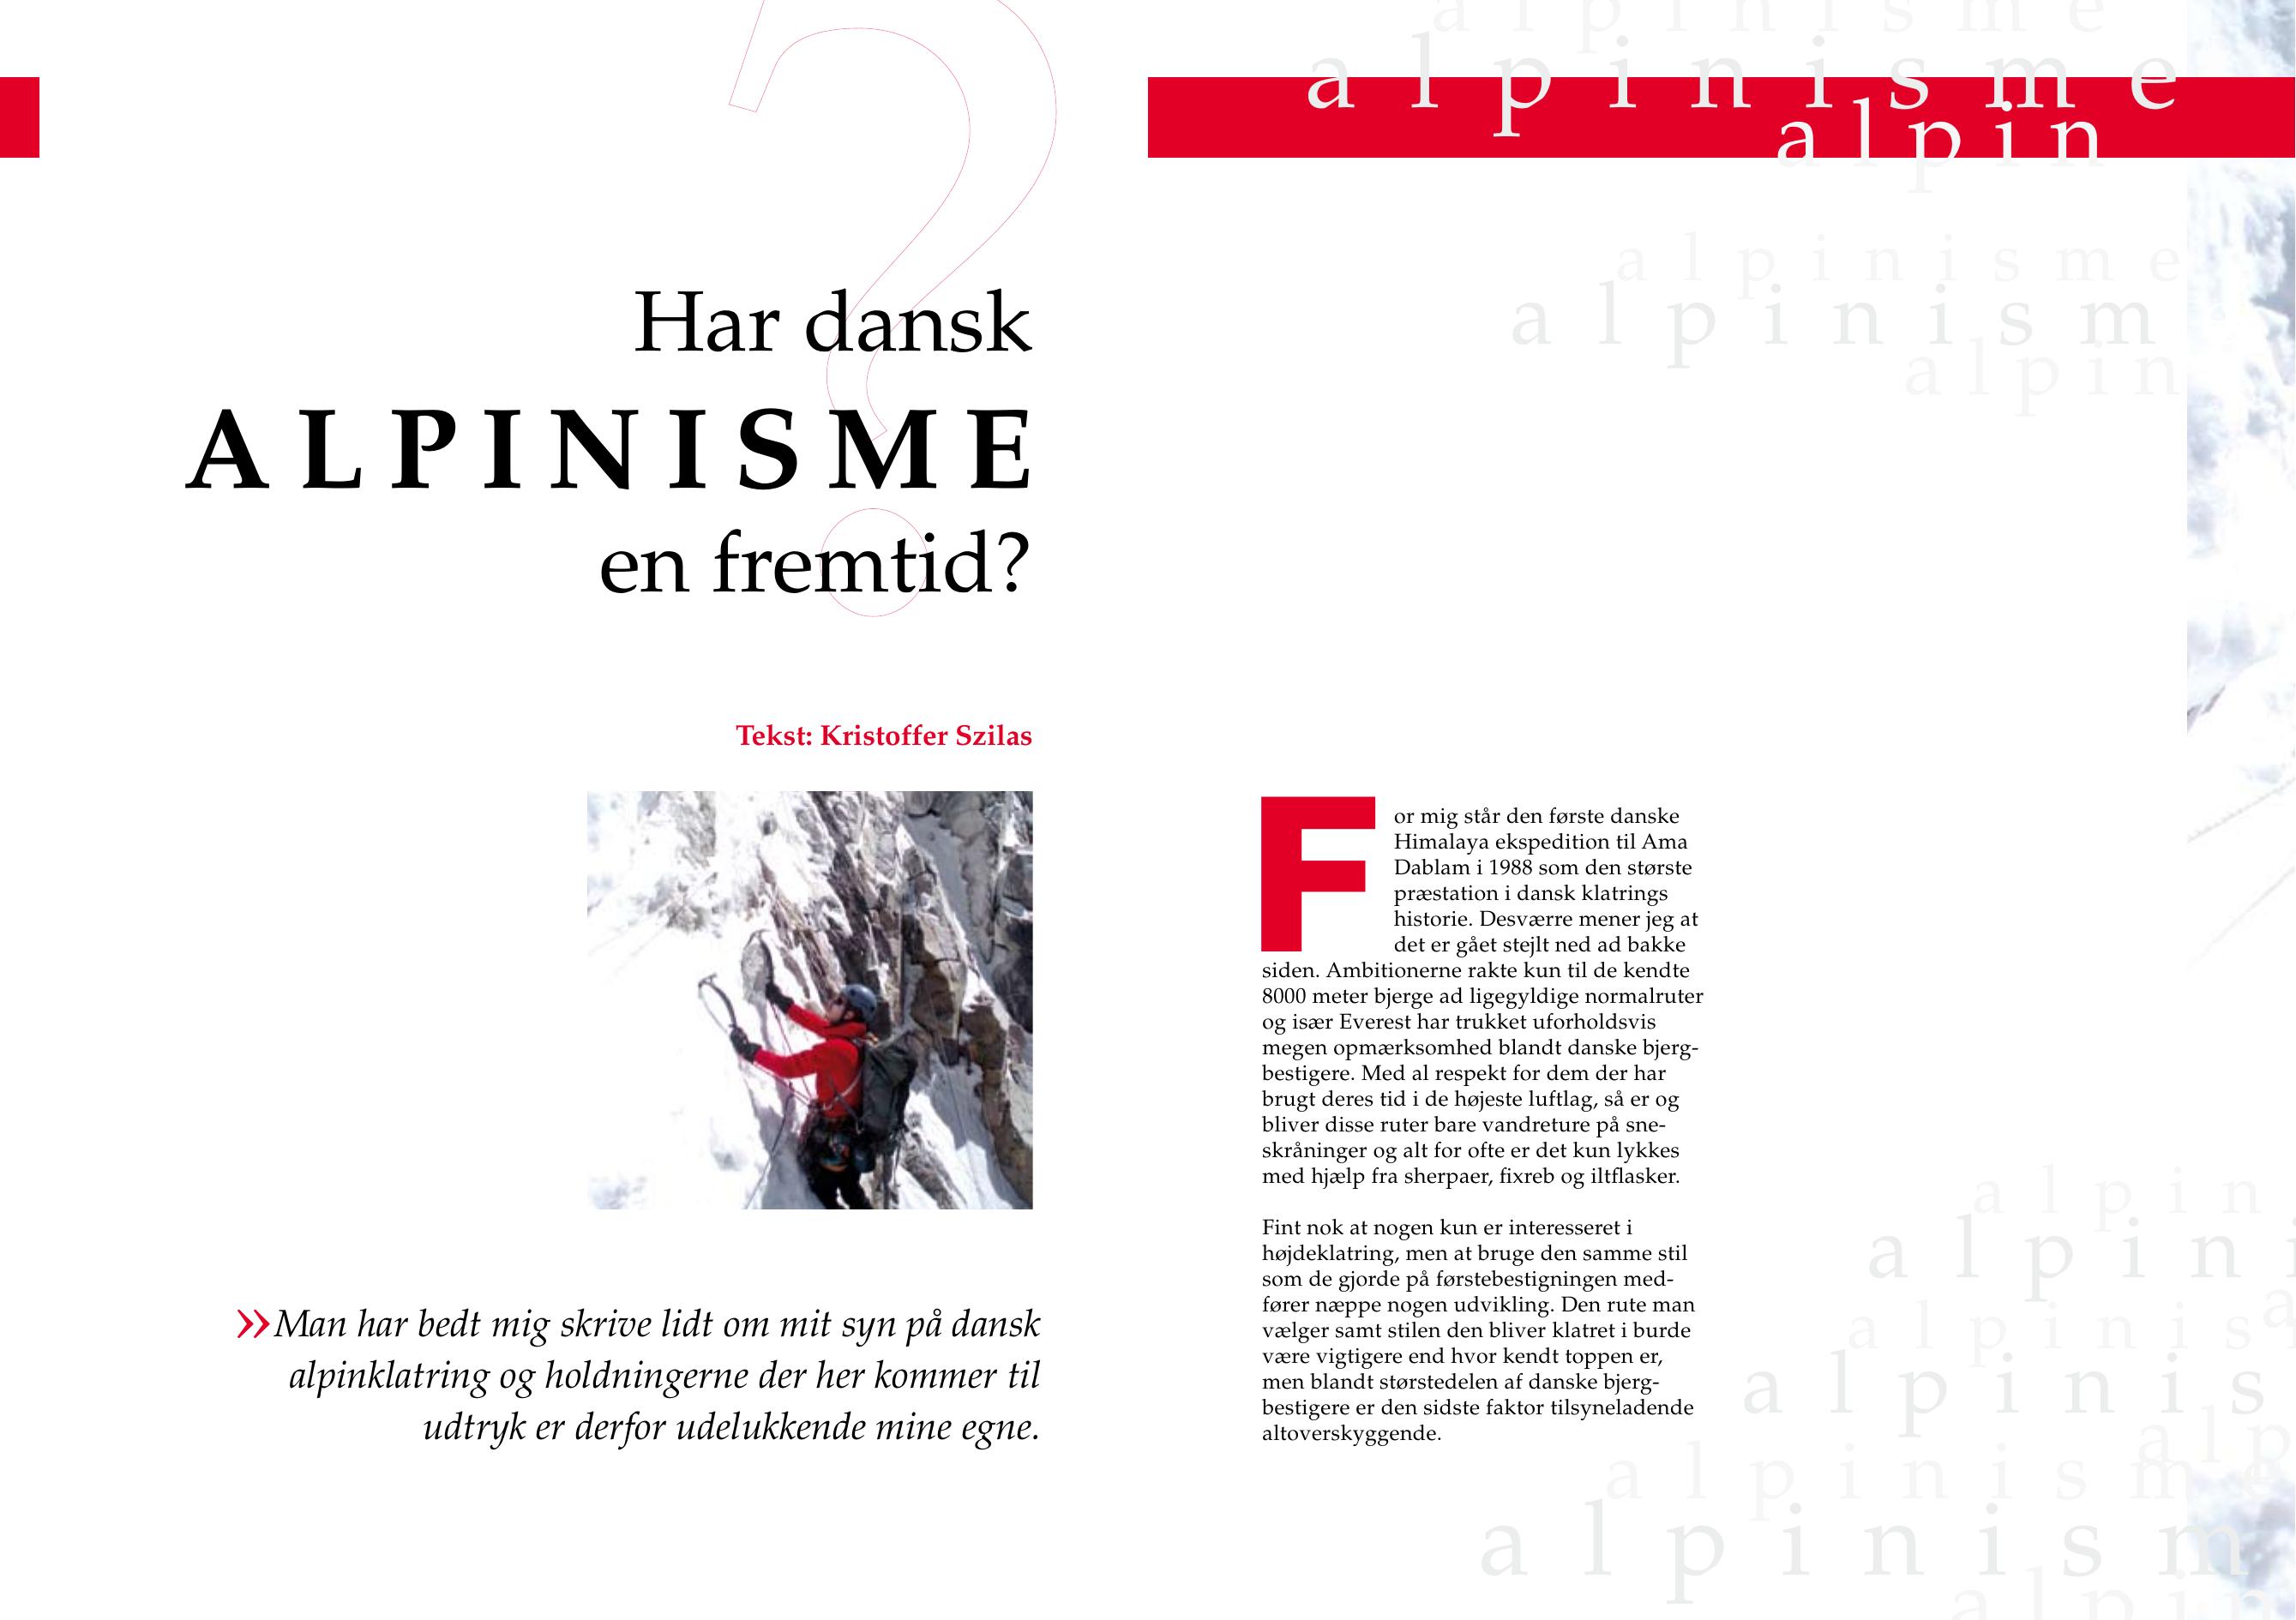 Har dansk
ALPINISME
en fremtid?
Tekst: Kristoffer Szilas
»Man har bedt mig skrive lidt om mit syn på dansk
alpinklatring og holdningerne der her kommer til
udtryk er derfor udelukkende mine egne.
alpinisme
alpinisme
alpin
alpinisme
alpinism
alpin
For mig står den første danske
Himalaya ekspedition til Ama
Dablam i 1988 som den største
præstation i dansk klatrings
historie. Desværre mener jeg at
det er gået stejlt ned ad bakke
siden. Ambitionerne rakte kun til de kendte
8000 meter bjerge ad ligegyldige normalruter
og især Everest har trukket uforholdsvis
megen opmærksomhed blandt danske bjerg-
bestigere. Med al respekt for dem der har
brugt deres tid i de højeste luftlag, så er og
bliver disse ruter bare vandreture på sne-
skråninger og alt for ofte er det kun lykkes
med hjælp fra sherpaer, fixreb og iltflasker.
Fint nok at nogen kun er interesseret i
højdeklatring, men at bruge den samme stil
som de gjorde på førstebestigningen med-
fører næppe nogen udvikling. Den rute man
vælger samt stilen den bliver klatret i burde
være vigtigere end hvor kendt toppen er,
men blandt størstedelen af danske bjerg-
bestigere er den sidste faktor tilsyneladende
altoverskyggende.
alpin
alpini
a
alpinis
alpinis
alp
alpinisme
alpinism
alpin